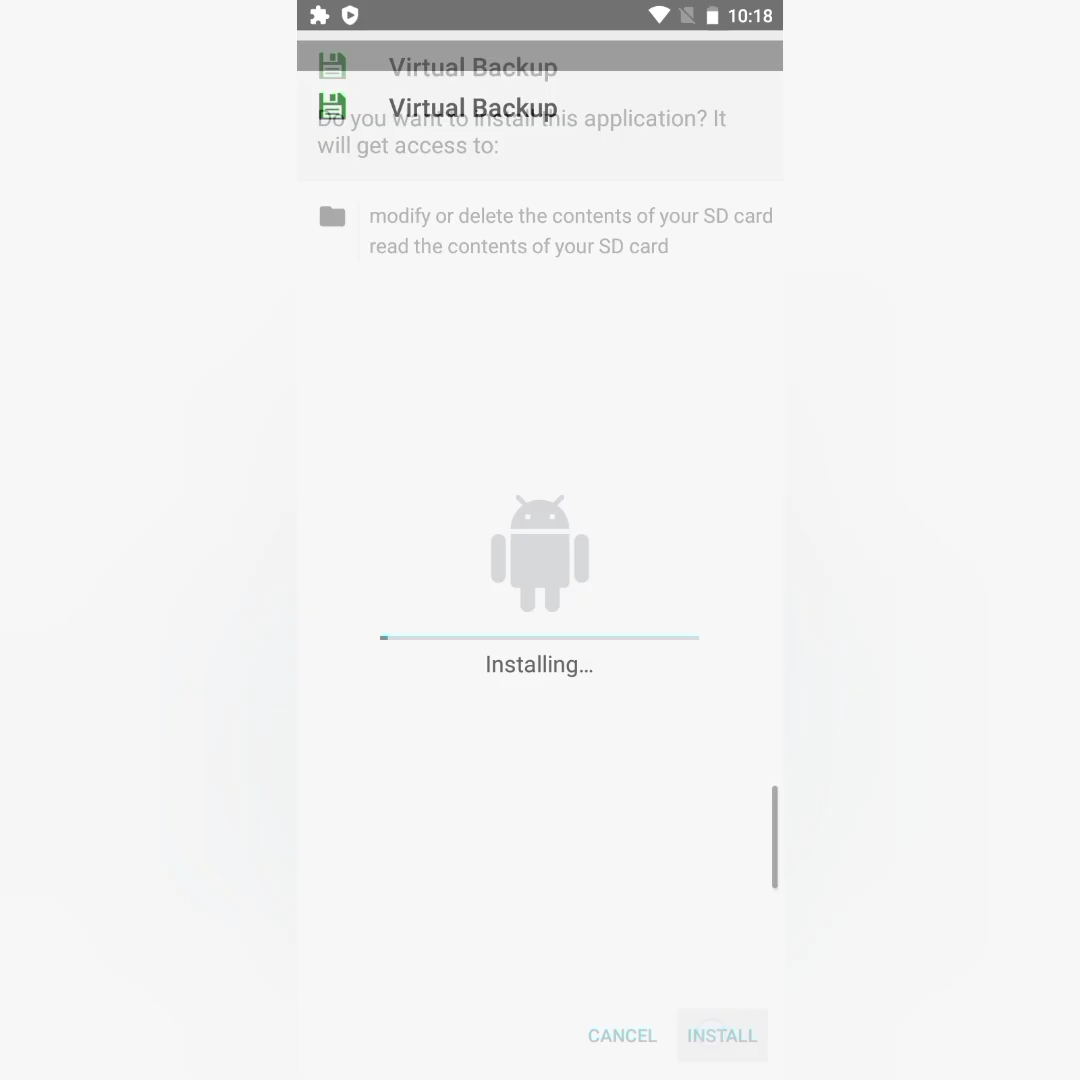 10:18
Virtual Backup
Virtual Backup
Do you want to install this application? It
will get access to:
modify or delete the contents of your SD card
read the contents of your SD card
Installing...
CANCEL INSTALL